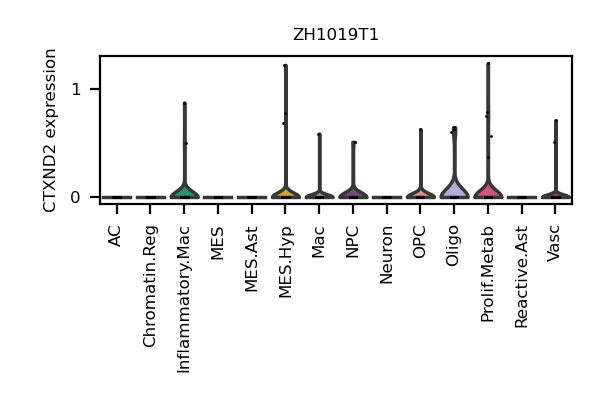 ZH1019T1
CTXND2 expression
1
0
AC
Chromatin.Reg
Inflammatory.Mac
MES
MES.Ast
MES.Hyp
Mac
NPC
Neuron
OPC
Oligo
Prolif.Metab
Reactive.Ast
Vasc